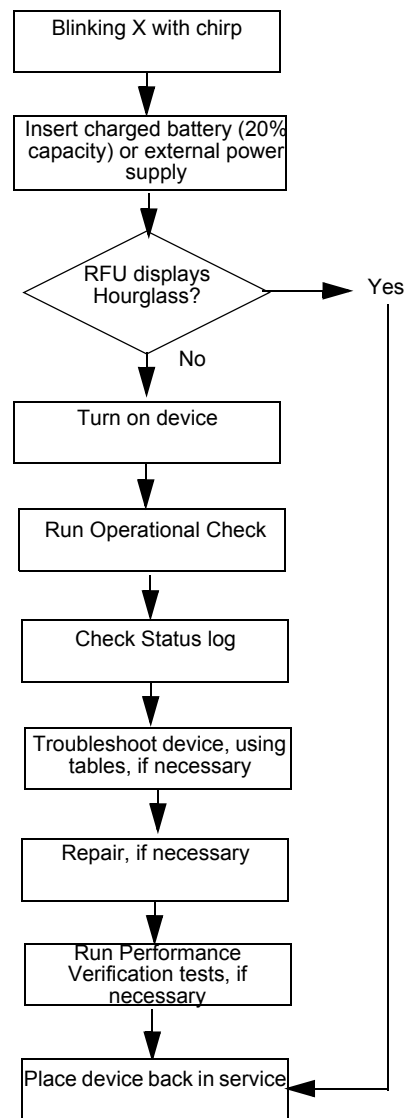 Blinking X with chirp
Insert charged battery (20%
capacity) or external power
supply
RFU displays
Hourglass?
Yes
No
Turn on device
Run Operational Check
Check Status log
Troubleshoot device, using
tables, if necessary
Repair, if necessary
Run Performance
Verification tests, if
necessary
Place device back in service